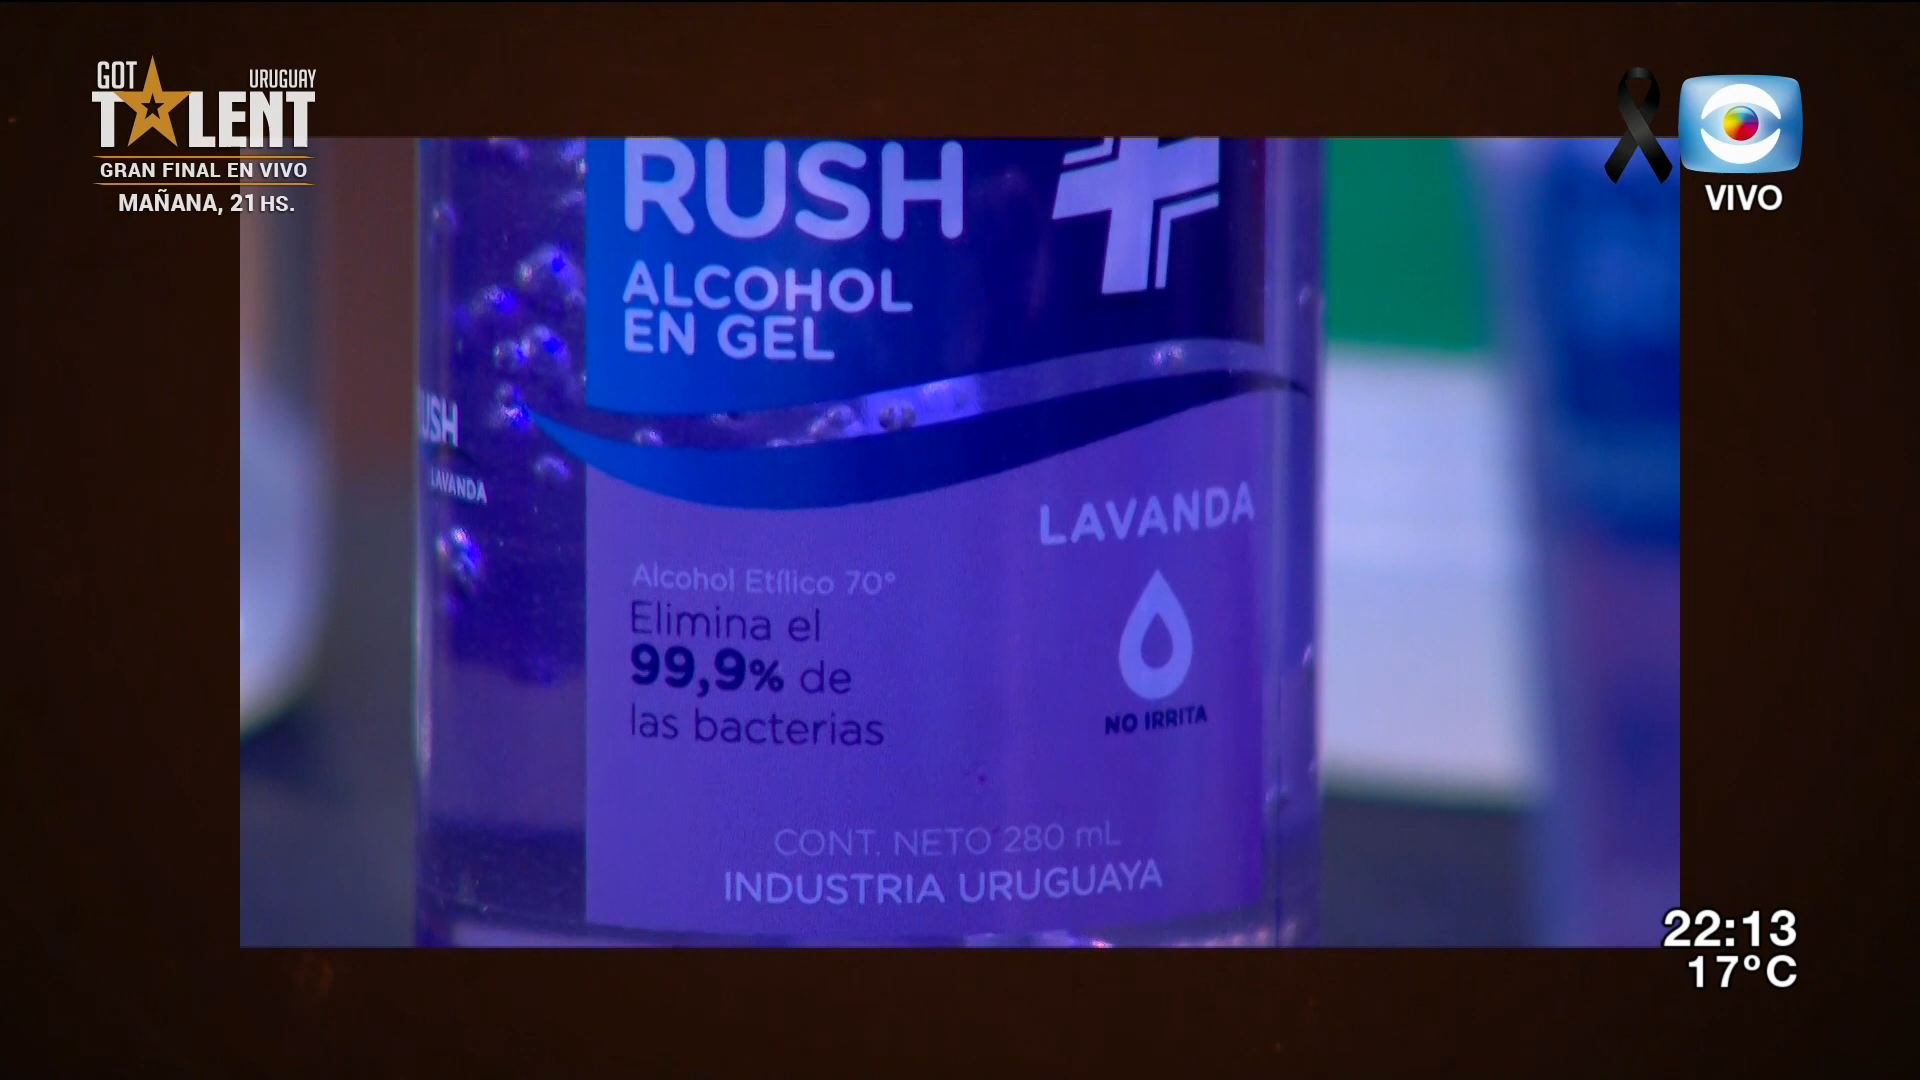 GOT
URUGUAY
TALENT
GRAN FINAL EN VIVO
MAÑANA, 21 HS.
VIVO
RUSH
ALCOHOL
EN GEL
LAVANDA
LAVANDA
Alcohol Etílico 70°
Elimina el
99,9% de
las bacterias
NO IRRITA
CONT. NETO 280 mL
INDUSTRIA URUGUAYA
22:13
17°C